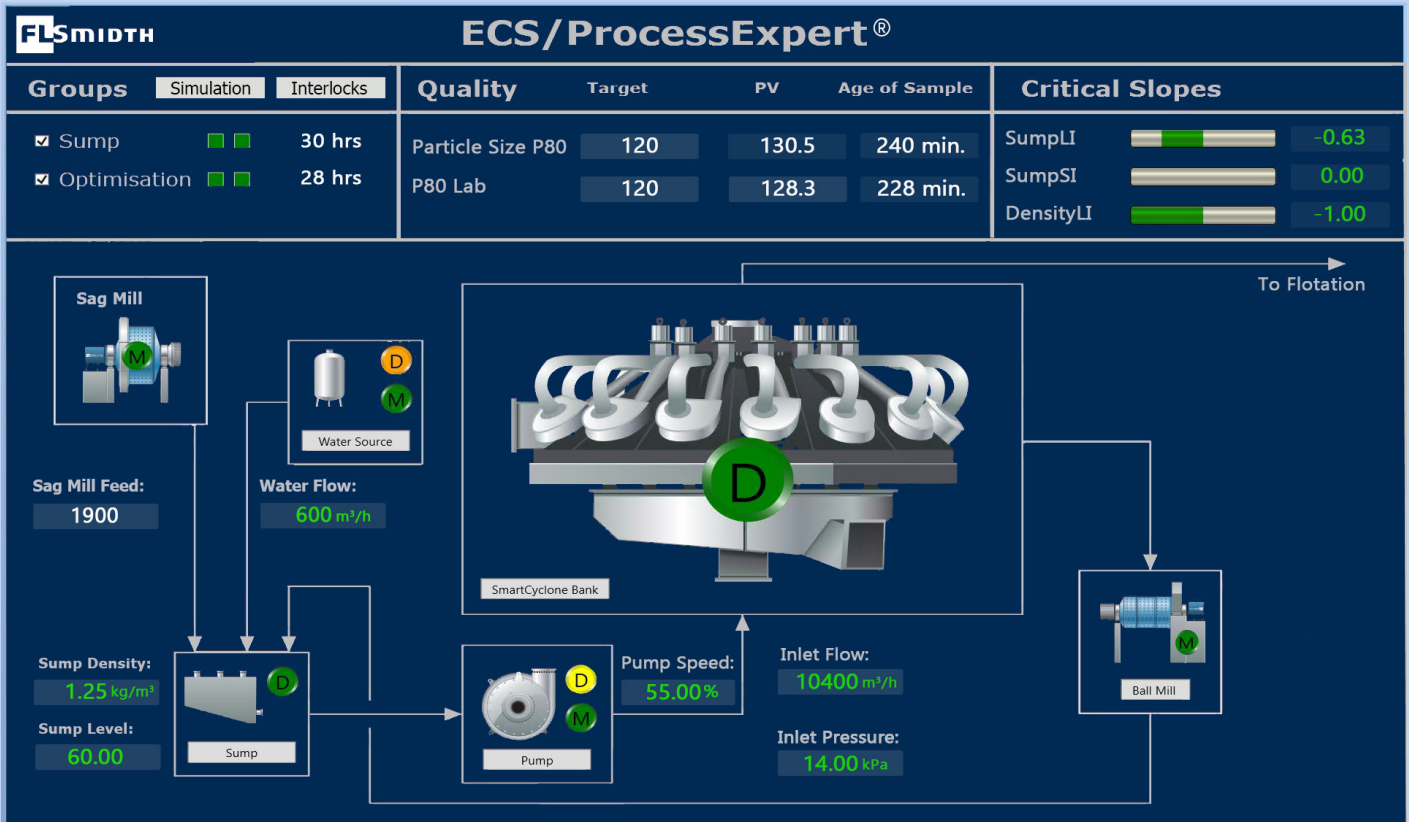 FLSMIDTH
ECS/ProcessExpert®
Groups Simulation Interlocks
Sump 30 hrs
Optimisation 28 hrs
Quality Target PV Age of Sample
Particle Size P80 120 130.5 240 min.
P80 Lab 120 128.3 228 min.
Critical Slopes
SumpLI -0.63
SumpSI 0.00
DensityLI -1.00
To Flotation
Sag Mill
M
D
M
Water Source
Sag Mill Feed:
1900
Water Flow:
600 m³/h
D
SmartCyclone Bank
Sump Density:
1.25 kg/m³
Sump Level:
60.00
D
Sump
D
M
Pump
Pump Speed:
55.00%
Inlet Flow:
10400 m³/h
Inlet Pressure:
14.00 kPa
M
Ball Mill